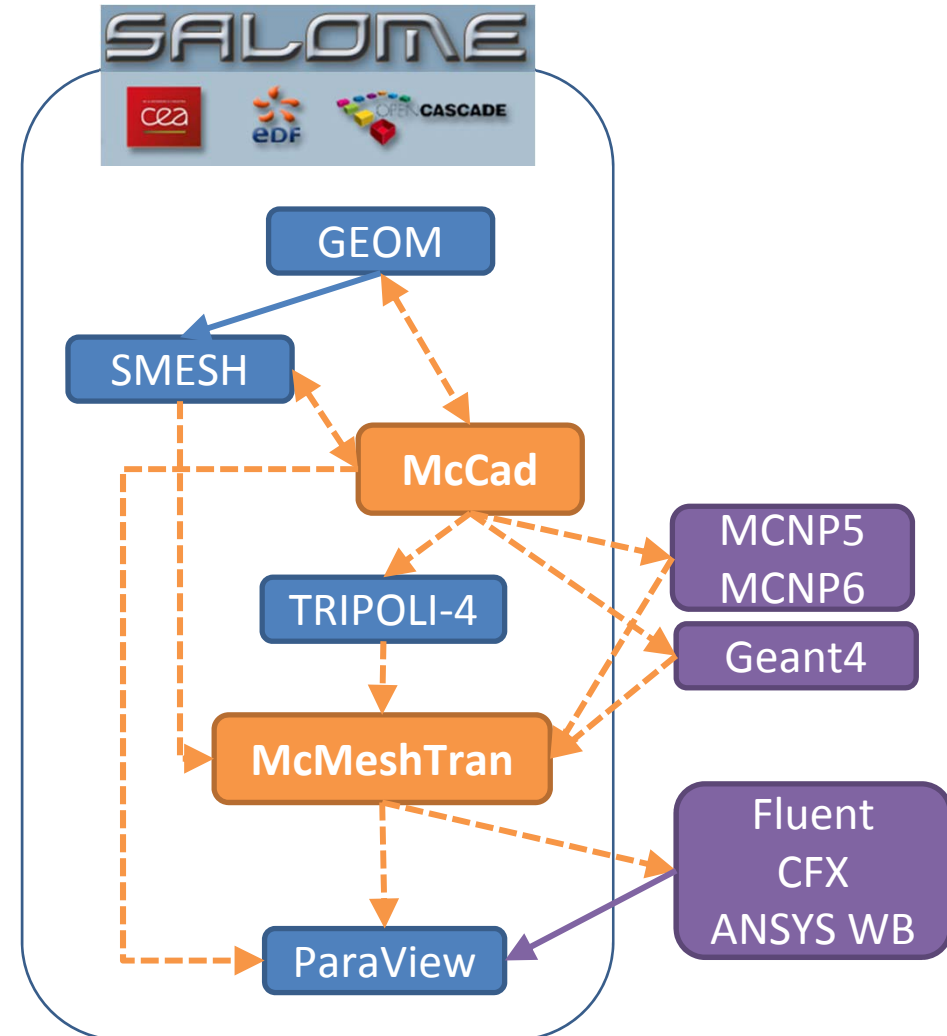 SALOME
cea
eDF
OPEN CASCADE
GEOM
SMESH
McCad
MCNP5
MCNP6
TRIPOLI-4
Geant4
McMeshTran
Fluent
CFX
ANSYS WB
ParaView